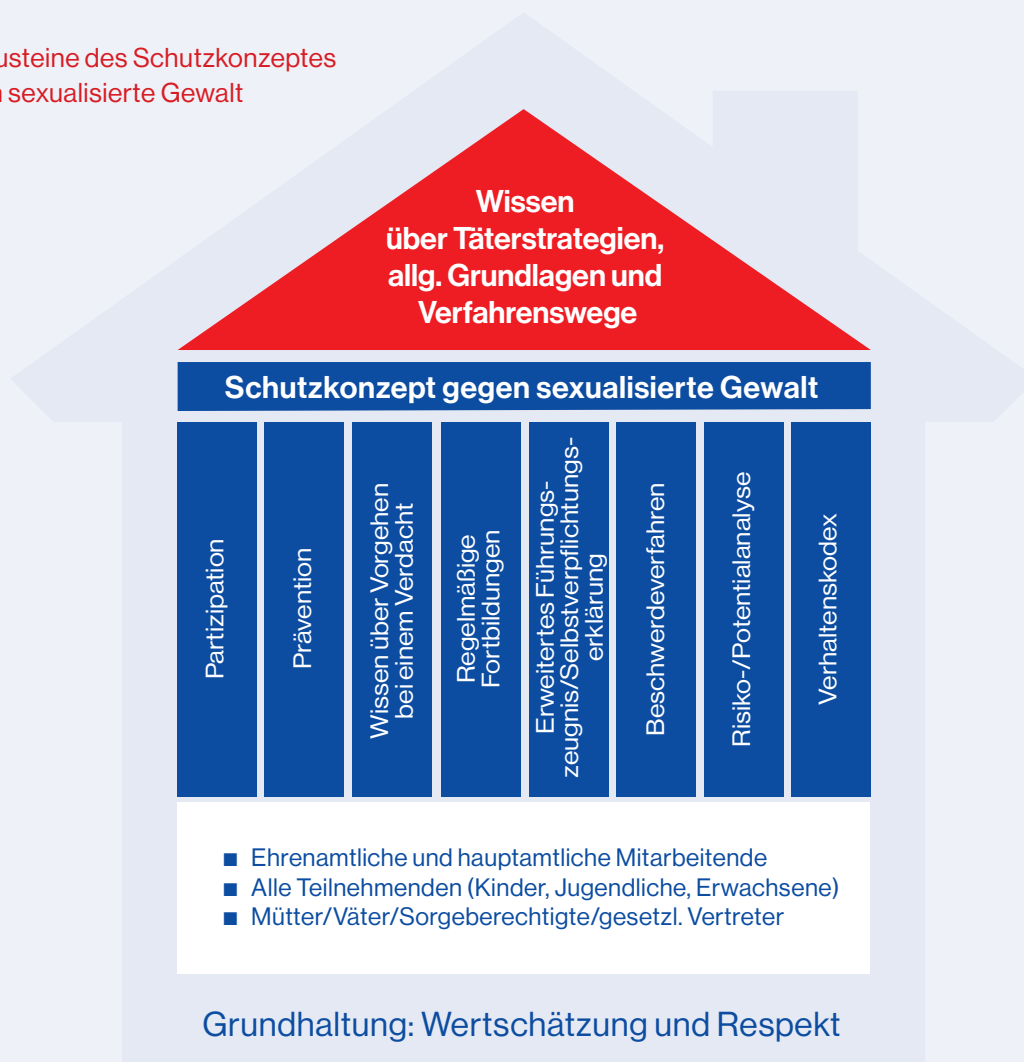 usteine des Schutzkonzeptes
sexualisierte Gewalt
Wissen
über Täterstrategien,
allg. Grundlagen und
Verfahrenswege
Schutzkonzept gegen sexualisierte Gewalt
Partizipation
Prävention
Wissen über Vorgehen
bei einem Verdacht
Regelmäßige
Fortbildungen
Erweitertes Führungs-
zeugnis/Selbstverpflichtungs-
erklärung
Beschwerdeverfahren
Risiko-/Potentialanalyse
Verhaltenskodex
■ Ehrenamtliche und hauptamtliche Mitarbeitende
■ Alle Teilnehmenden (Kinder, Jugendliche, Erwachsene)
■ Mütter/Väter/Sorgeberechtigte/gesetzl. Vertreter
Grundhaltung: Wertschätzung und Respekt